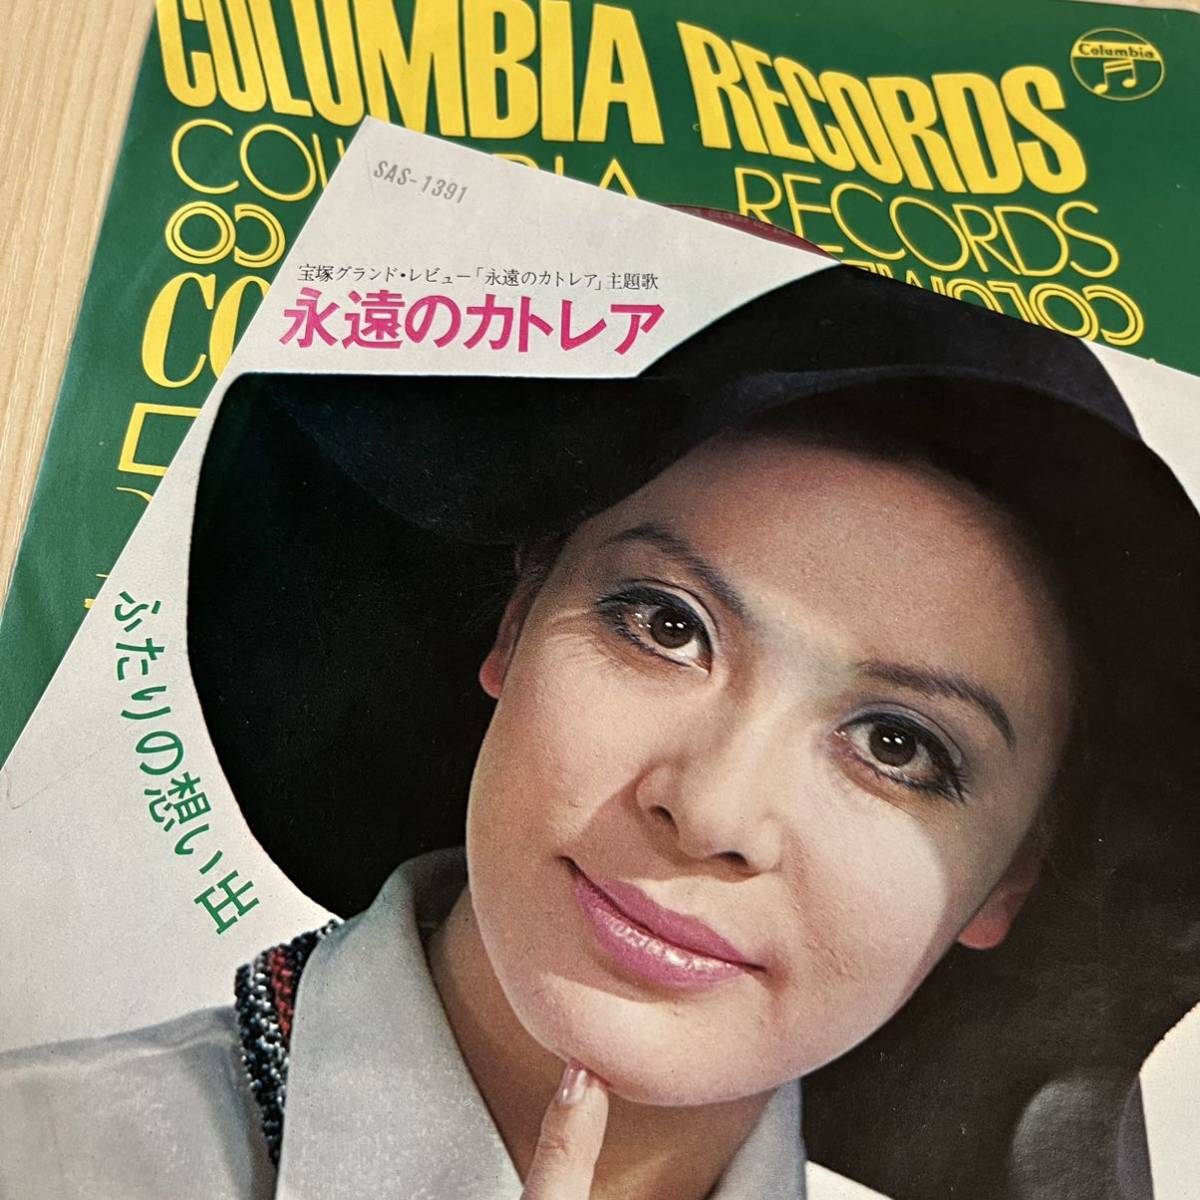 COLUMBIA RECORDS
Columbia
RECORDS
SAS-1391
宝塚グランド・レビュー「永遠のカトレア」主題歌
永遠のカトレア
ふたりの想い出